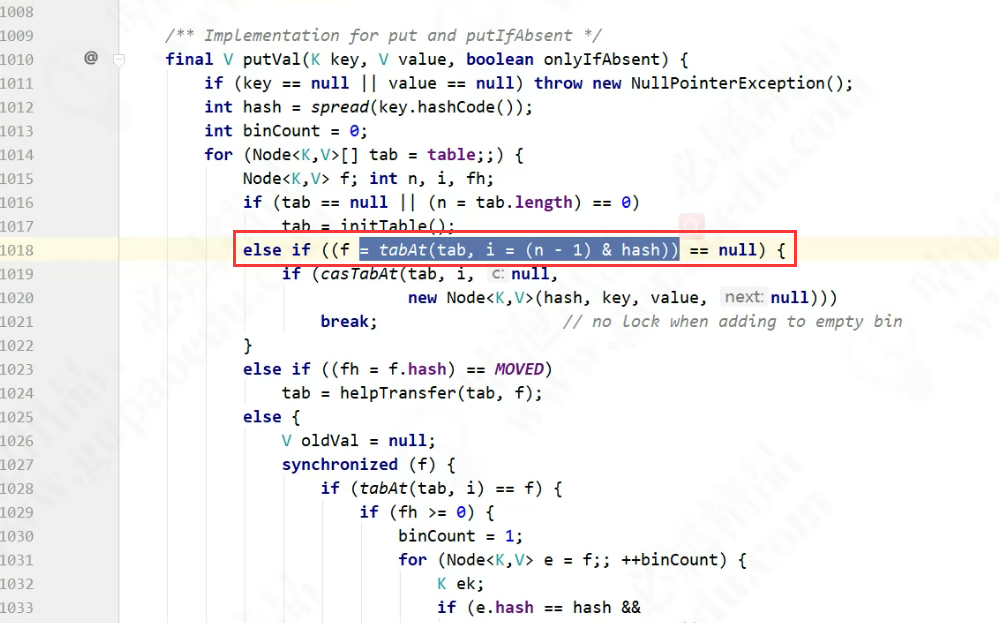 1008
1009 /** Implementation for put and putIfAbsent */
1010 @ final V putVal(K key, V value, boolean onlyIfAbsent) {
1011 if (key == null || value == null) throw new NullPointerException();
1012 int hash = spread(key.hashCode());
1013 int binCount = 0;
1014 for (Node<K,V>[] tab = table;;) {
1015 Node<K,V> f; int n, i, fh;
1016 if (tab == null || (n = tab.length) == 0)
1017 tab = initTable();
1018 else if ((f = tabAt(tab, i = (n - 1) & hash)) == null) {
1019 if (casTabAt(tab, i, c: null,
1020 new Node<K,V>(hash, key, value, next: null)))
1021 break; // no lock when adding to empty bin
1022 }
1023 else if ((fh = f.hash) == MOVED)
1024 tab = helpTransfer(tab, f);
1025 else {
1026 V oldVal = null;
1027 synchronized (f) {
1028 if (tabAt(tab, i) == f) {
1029 if (fh >= 0) {
1030 binCount = 1;
1031 for (Node<K,V> e = f;; ++binCount) {
1032 K ek;
1033 if (e.hash == hash &&